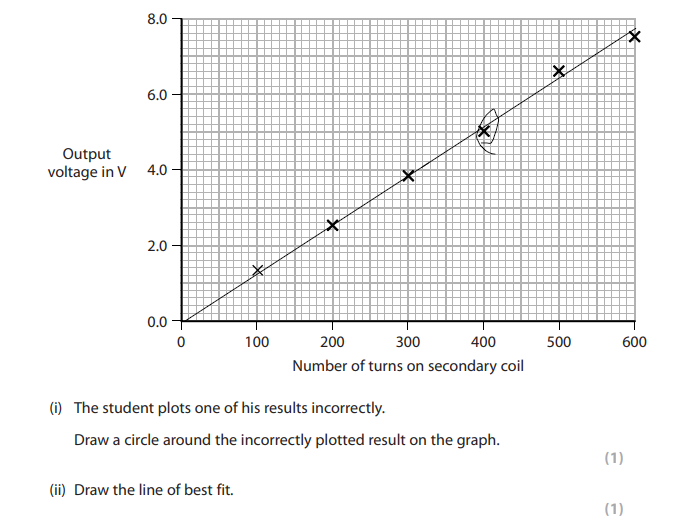 8.0
6.0
Output
voltage in V
4.0
2.0
0.0
0 100 200 300 400 500 600
Number of turns on secondary coil
(i) The student plots one of his results incorrectly.
Draw a circle around the incorrectly plotted result on the graph.
(1)
(ii) Draw the line of best fit.
(1)